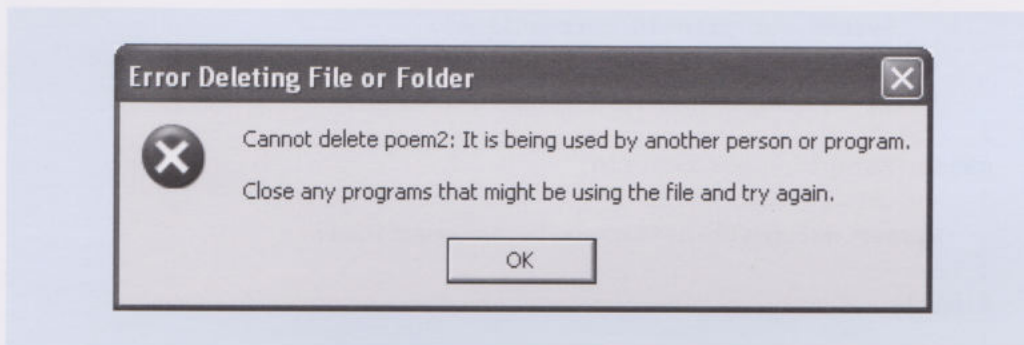 Error Deleting File or Folder
Cannot delete poem2: It is being used by another person or program.
Close any programs that might be using the file and try again.
OK